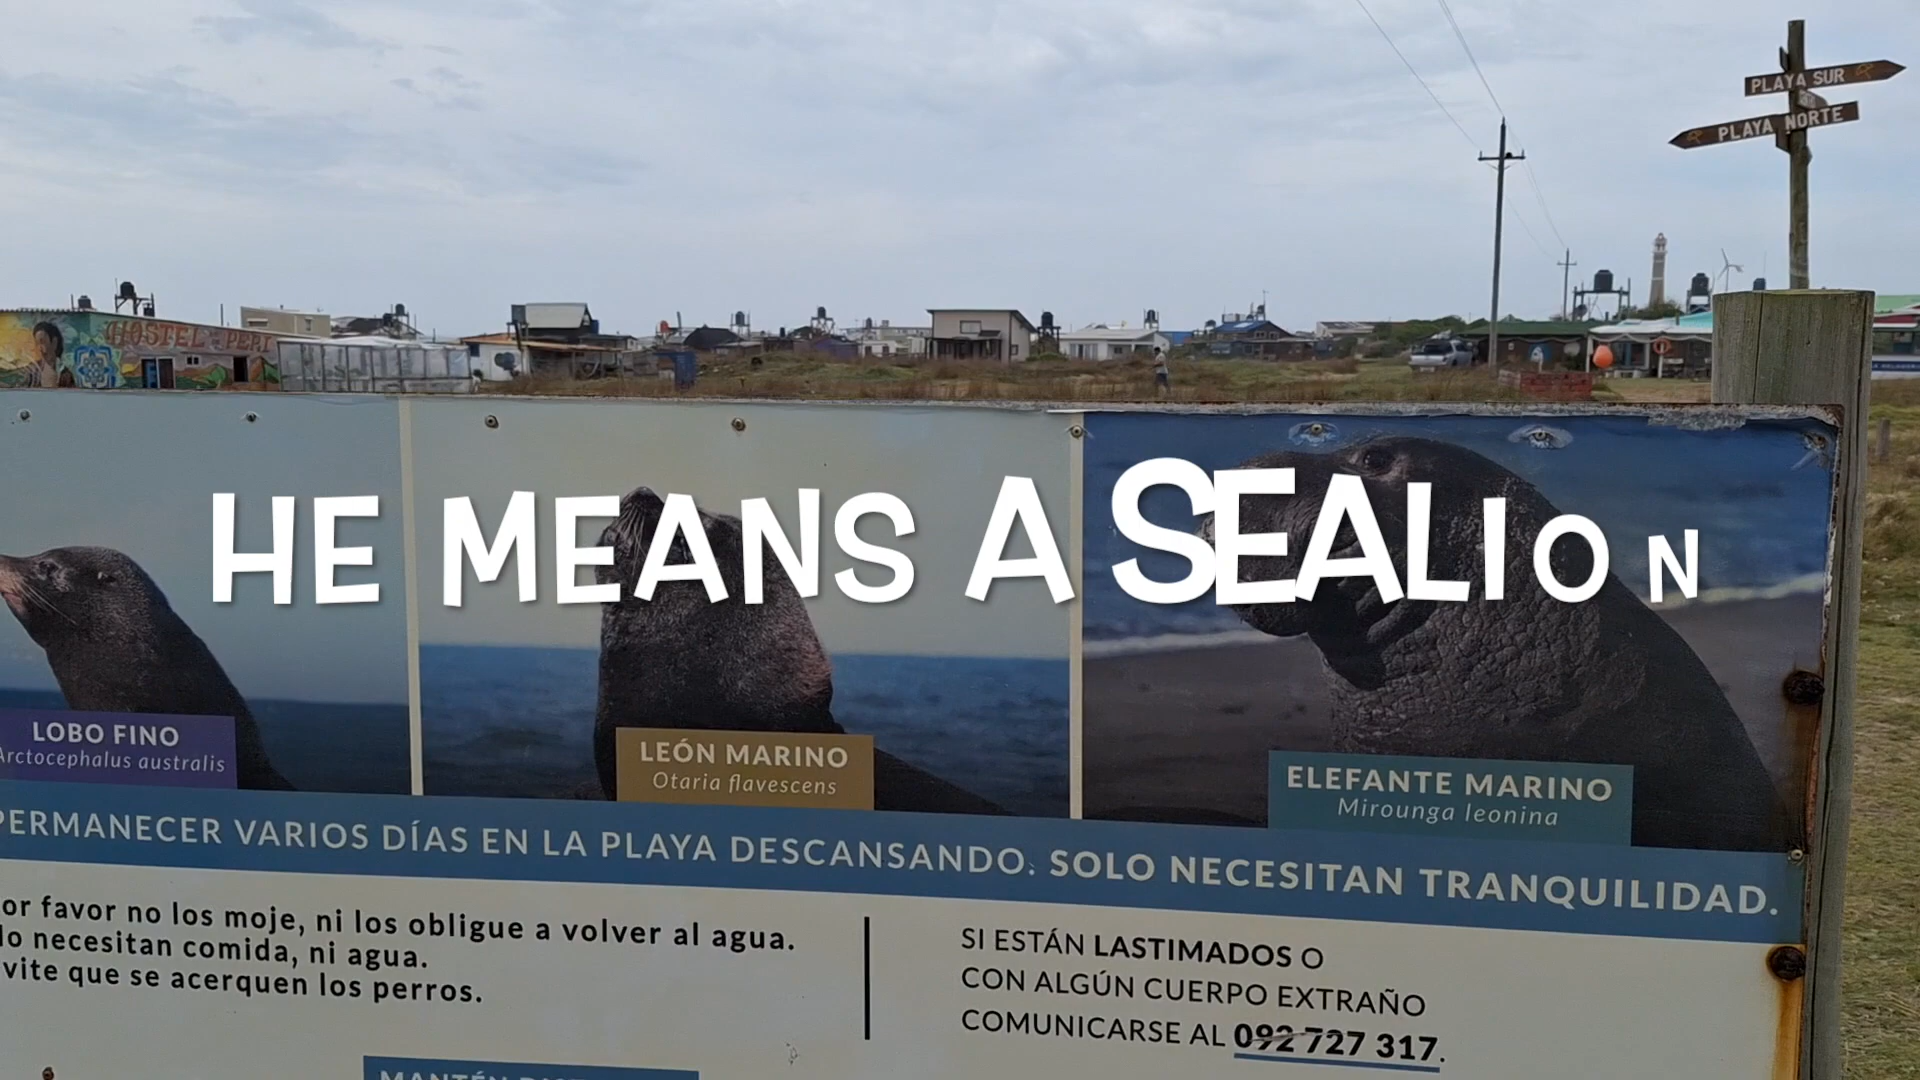 PLAYA SUR
PLAYA NORTE
HOSTEL
HE MEANS A SEALION
LOBO FINO
Arctocephalus australis
LEÓN MARINO
Otaria flavescens
ELEFANTE MARINO
Mirounga leonina
PERMANECER VARIOS DÍAS EN LA PLAYA DESCANSANDO. SOLO NECESITAN TRANQUILIDAD.
or favor no los moje, ni los obligue a volver al agua.
lo necesitan comida, ni agua.
vite que se acerquen los perros.
SI ESTÁN LASTIMADOS O
CON ALGÚN CUERPO EXTRAÑO
COMUNICARSE AL 092 727 317.
MANTÉN